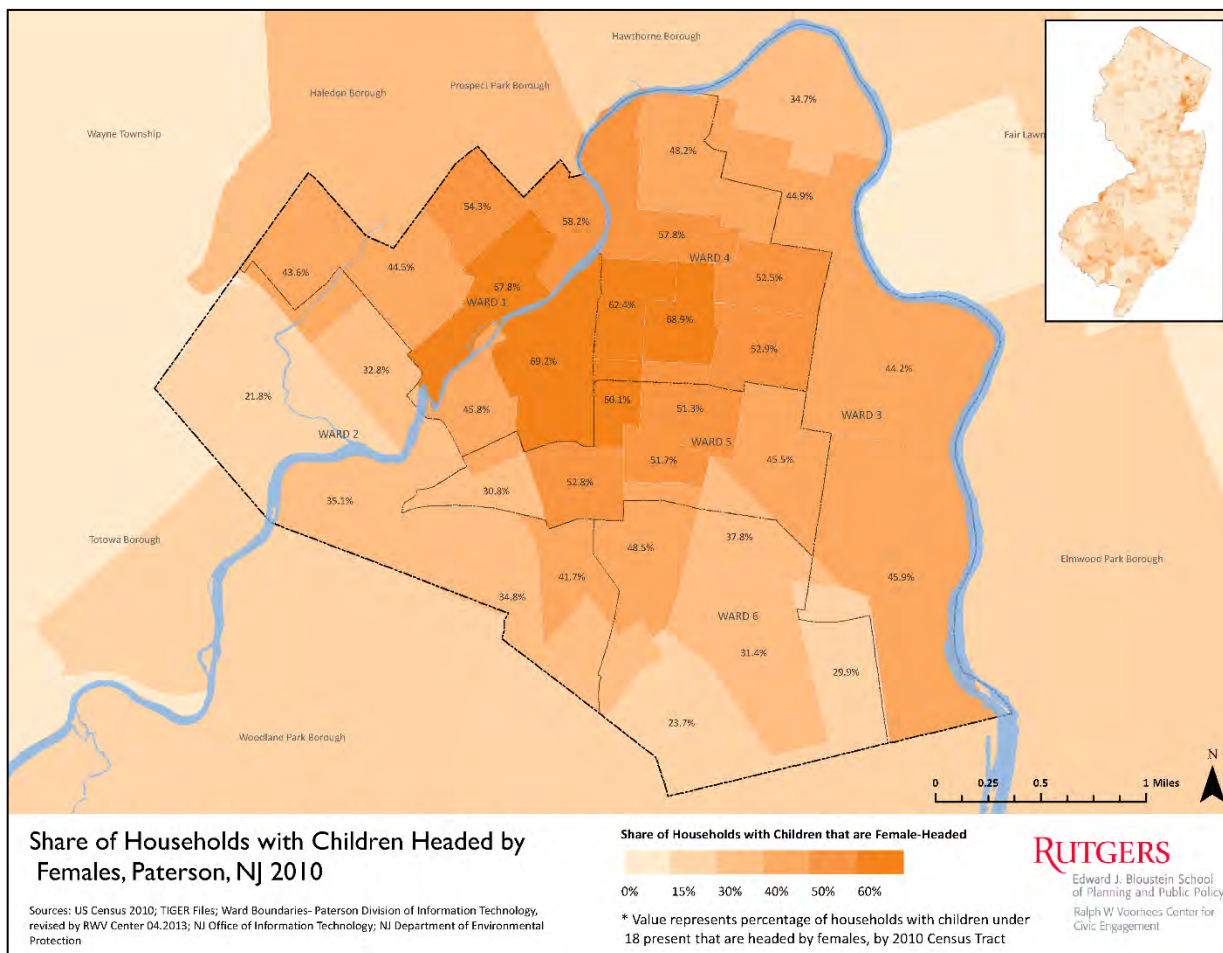 Hawthorne Borough
Prospect Park Borough
Haledon Borough
Wayne Township
Fair Lawn
34.7%
48.2%
44.9%
54.3%
58.2%
57.8%
WARD 4
43.6%
44.5%
52.5%
67.8%
WARD 1
62.4%
68.9%
52.9%
69.2%
44.2%
32.8%
21.8%
60.1%
45.8%
51.3%
WARD 3
WARD 2
WARD 5
51.7%
45.5%
52.8%
30.8%
35.1%
37.8%
Totowa Borough
48.5%
Elmwood Park Borough
41.7%
45.9%
34.8%
WARD 6
31.4%
29.9%
23.7%
Woodland Park Borough
N
0 0.25 0.5 1 Miles
Share of Households with Children Headed by
Females, Paterson, NJ 2010
Sources: US Census 2010; TIGER Files; Ward Boundaries- Paterson Division of Information Technology,
revised by RWV Center 04.2013; NJ Office of Information Technology; NJ Department of Environmental
Protection
Share of Households with Children that are Female-Headed
0% 15% 30% 40% 50% 60%
* Value represents percentage of households with children under
18 present that are headed by females, by 2010 Census Tract
RUTGERS
Edward J. Bloustein School
of Planning and Public Policy
Ralph W Voorhees Center for
Civic Engagement